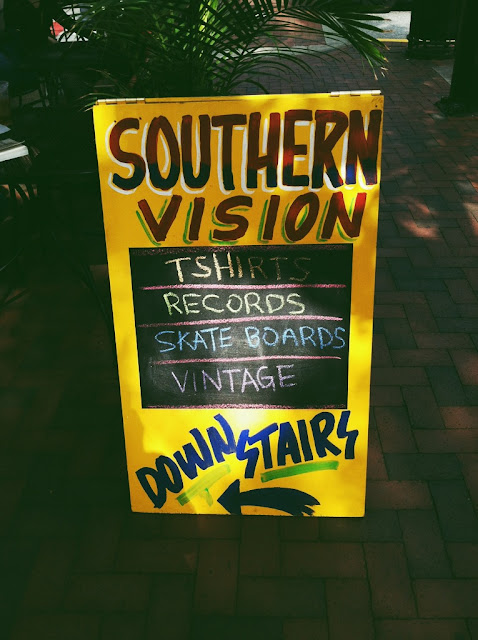 SOUTHERN
VISION
TSHIRTS
RECORDS
SKATE BOARDS
VINTAGE
DOWNSTAIRS